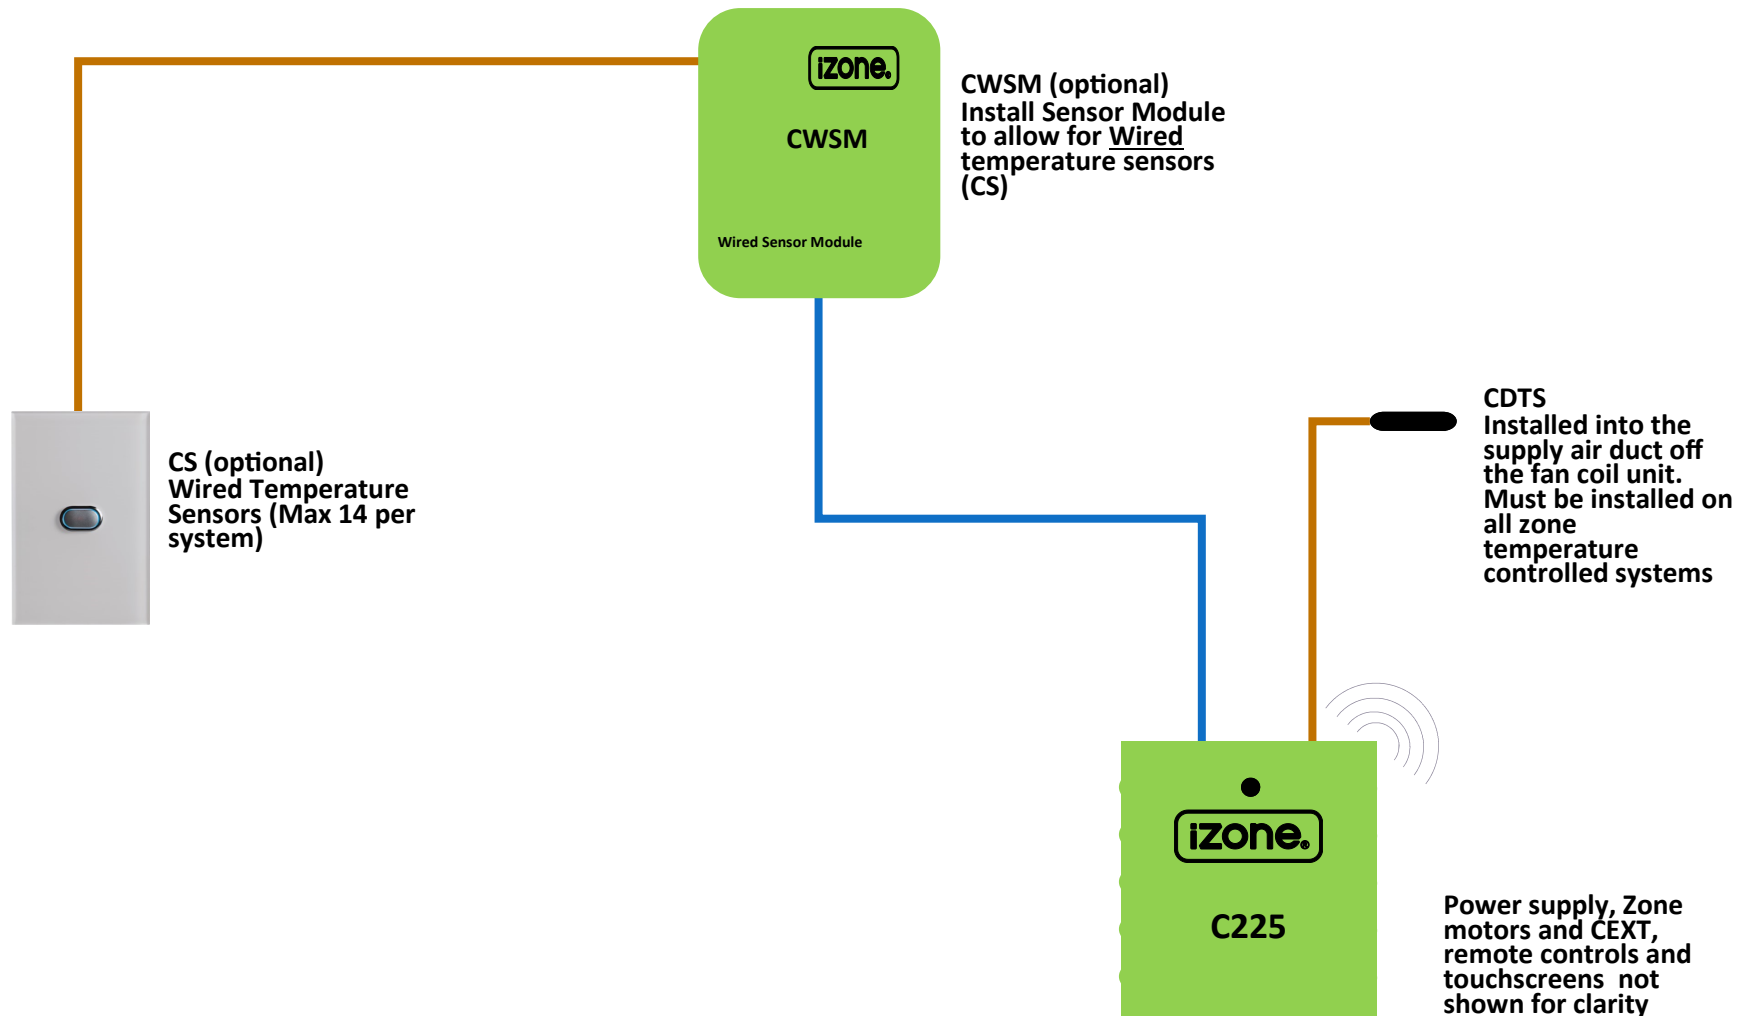 izone.
CWSM
Wired Sensor Module
CWSM (optional)
Install Sensor Module
to allow for Wired
temperature sensors
(CS)
CS (optional)
Wired Temperature
Sensors (Max 14 per
system)
CDTS
Installed into the
supply air duct off
the fan coil unit.
Must be installed on
all zone
temperature
controlled systems
izone.®
C225
Power supply, Zone
motors and CEXT,
remote controls and
touchscreens  not
shown for clarity